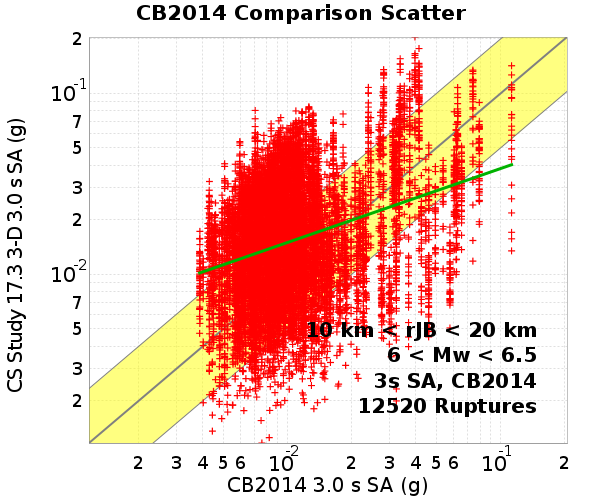 CB2014 Comparison Scatter
CS Study 17.3 3-D 3.0 s SA (g)
2
10-1
7
5
3
2
10-2
7
5
3
2
10 km < rJB < 20 km
6 < Mw < 6.5
3s SA, CB2014
12520 Ruptures
2 3 4 5 6 10-2 2 3 4 5 6 10-1 2
CB2014 3.0 s SA (g)